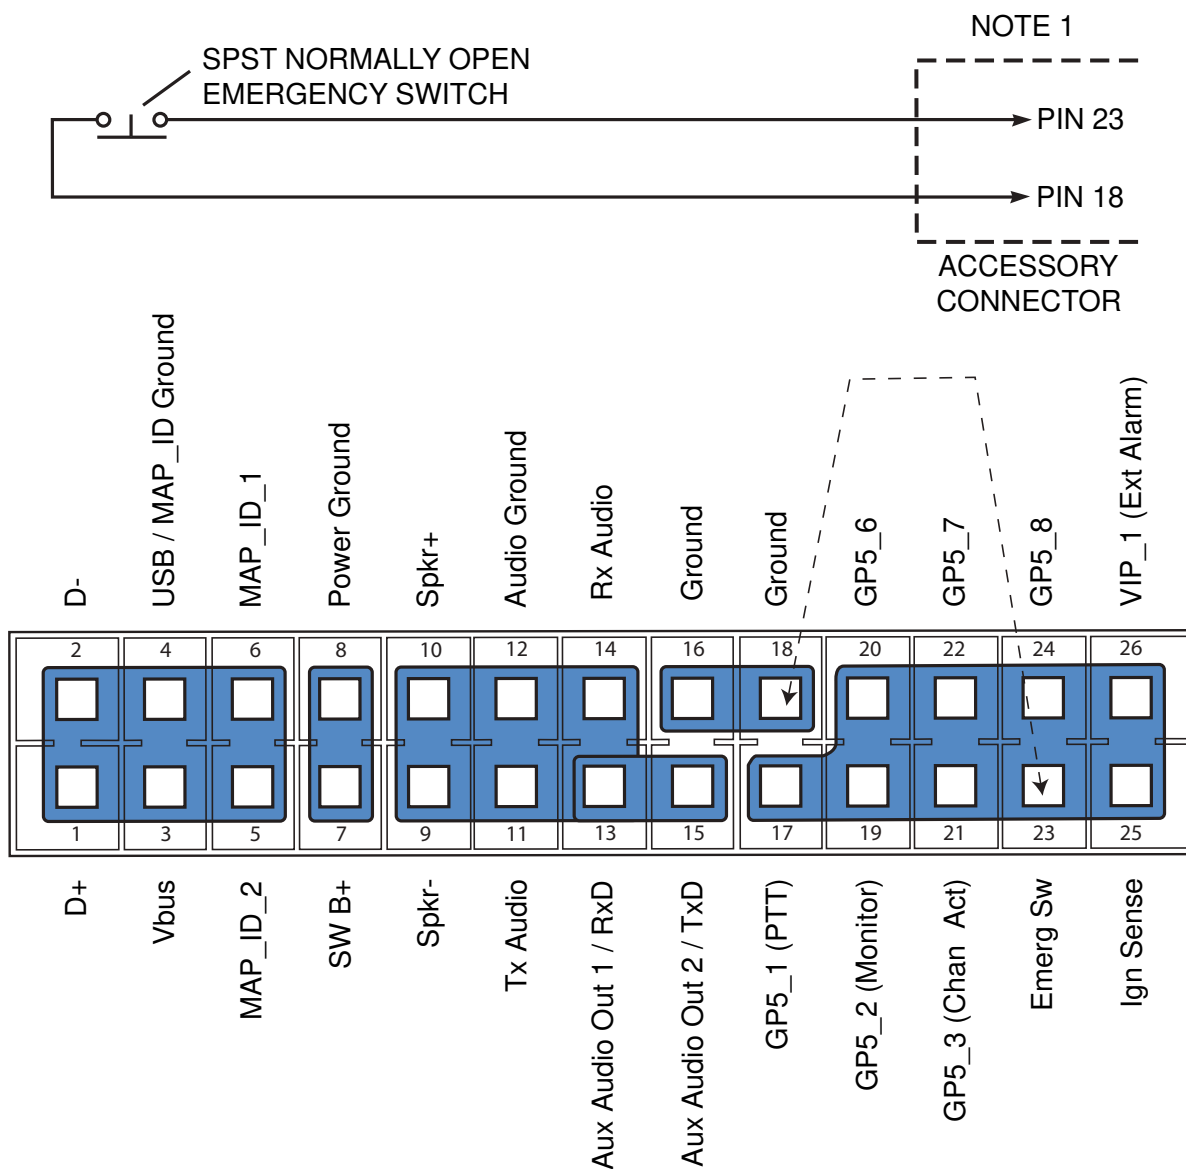 NOTE 1
SPST NORMALLY OPEN
EMERGENCY SWITCH
PIN 23
PIN 18
ACCESSORY
CONNECTOR
D-
USB / MAP_ID Ground
MAP_ID_1
Power Ground
Spkr+
Audio Ground
Rx Audio
Ground
Ground
GP5_6
GP5_7
GP5_8
VIP_1 (Ext Alarm)
2 4 6 8 10 12 14 16 18 20 22 24 26
1 3 5 7 9 11 13 15 17 19 21 23 25
D+
Vbus
MAP_ID_2
SW B+
Spkr-
Tx Audio
Aux Audio Out 1 / RxD
Aux Audio Out 2 / TxD
GP5_1 (PTT)
GP5_2 (Monitor)
GP5_3 (Chan Act)
Emerg Sw
Ign Sense